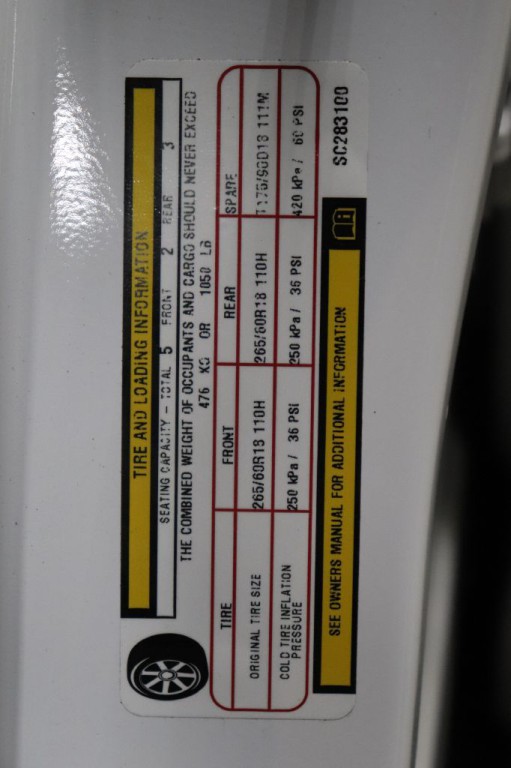 TIRE AND LOADING INFORMATION
SEATING CAPACITY - TOTAL 5 FRONT 2 REAR 3
THE COMBINED WEIGHT OF OCCUPANTS AND CARGO SHOULD NEVER EXCEED
476 KG OR 1050 LB
TIRE FRONT REAR SPARE
ORIGINAL TIRE SIZE 265/60R18 110H 265/60R18 110H T175/90D18 111M
COLD TIRE INFLATION PRESSURE 250 kPa / 36 PSI 250 kPa / 36 PSI 420 kPa / 60 PSI
SEE OWNERS MANUAL FOR ADDITIONAL INFORMATION
SC283100